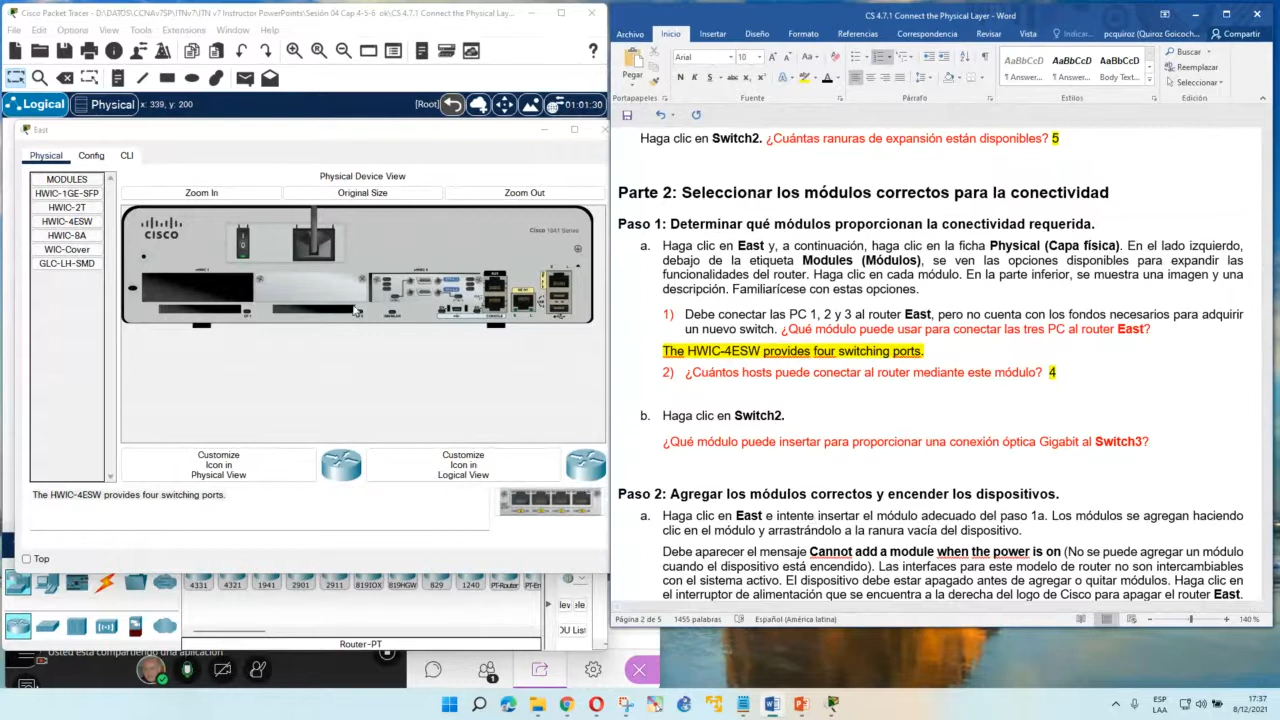 Cisco Packet Tracer - D:\DATOS\CCNAv7SP\ITNv7\ITN v7 Instructor PowerPoints\Sesión 04 Cap 4-5-6 ok\CS 4.7.1 Connect the Physical Lay...
File Edit Options View Tools Extensions Window Help
?
Logical Physical x: 339, y: 200 [Root] 01:01:30
East
Physical Config CLI
MODULES
HWIC-1GE-SFP
HWIC-2T
HWIC-4ESW
HWIC-8A
WIC-Cover
GLC-LH-SMD
Physical Device View
Zoom In Original Size Zoom Out
CISCO
Cisco 1841 Series
Customize
Icon in
Physical View
Customize
Icon in
Logical View
The HWIC-4ESW provides four switching ports.
Top
4331 4321 1941 2901 2911 819IOX 819HGW 829 1240 PT-Router PT-Em
Router-PT
Usted está compartiendo una aplicación
1
CS 4.7.1 Connect the Physical Layer - Word
Archivo Inicio Insertar Diseño Formato Referencias Correspondencia Revisar Vista Indicar... pcquiroz (Quiroz Goicoch... Compartir
Pegar
Arial 10
N K S abc
Portapapeles Fuente Párrafo Estilos Edición
AaBbCcD AaBbCcD AaBbCcD
¶ Answer... ¶ Answer... Body Text...
Buscar
Reemplazar
Seleccionar
Haga clic en Switch2. ¿Cuántas ranuras de expansión están disponibles? 5
Parte 2: Seleccionar los módulos correctos para la conectividad
Paso 1: Determinar qué módulos proporcionan la conectividad requerida.
a. Haga clic en East y, a continuación, haga clic en la ficha Physical (Capa física). En el lado izquierdo,
debajo de la etiqueta Modules (Módulos), se ven las opciones disponibles para expandir las
funcionalidades del router. Haga clic en cada módulo. En la parte inferior, se muestra una imagen y una
descripción. Familiarícese con estas opciones.
1) Debe conectar las PC 1, 2 y 3 al router East, pero no cuenta con los fondos necesarios para adquirir
un nuevo switch. ¿Qué módulo puede usar para conectar las tres PC al router East?
The HWIC-4ESW provides four switching ports.
2) ¿Cuántos hosts puede conectar al router mediante este módulo? 4
b. Haga clic en Switch2.
¿Qué módulo puede insertar para proporcionar una conexión óptica Gigabit al Switch3?
Paso 2: Agregar los módulos correctos y encender los dispositivos.
a. Haga clic en East e intente insertar el módulo adecuado del paso 1a. Los módulos se agregan haciendo
clic en el módulo y arrastrándolo a la ranura vacía del dispositivo.
Debe aparecer el mensaje Cannot add a module when the power is on (No se puede agregar un módulo
cuando el dispositivo está encendido). Las interfaces para este modelo de router no son intercambiables
con el sistema activo. El dispositivo debe estar apagado antes de agregar o quitar módulos. Haga clic en
el interruptor de alimentación que se encuentra a la derecha del logo de Cisco para apagar el router East.
Página 2 de 5 1455 palabras Español (América latina) 140 %
ESP
LAA
17:37
8/12/2021